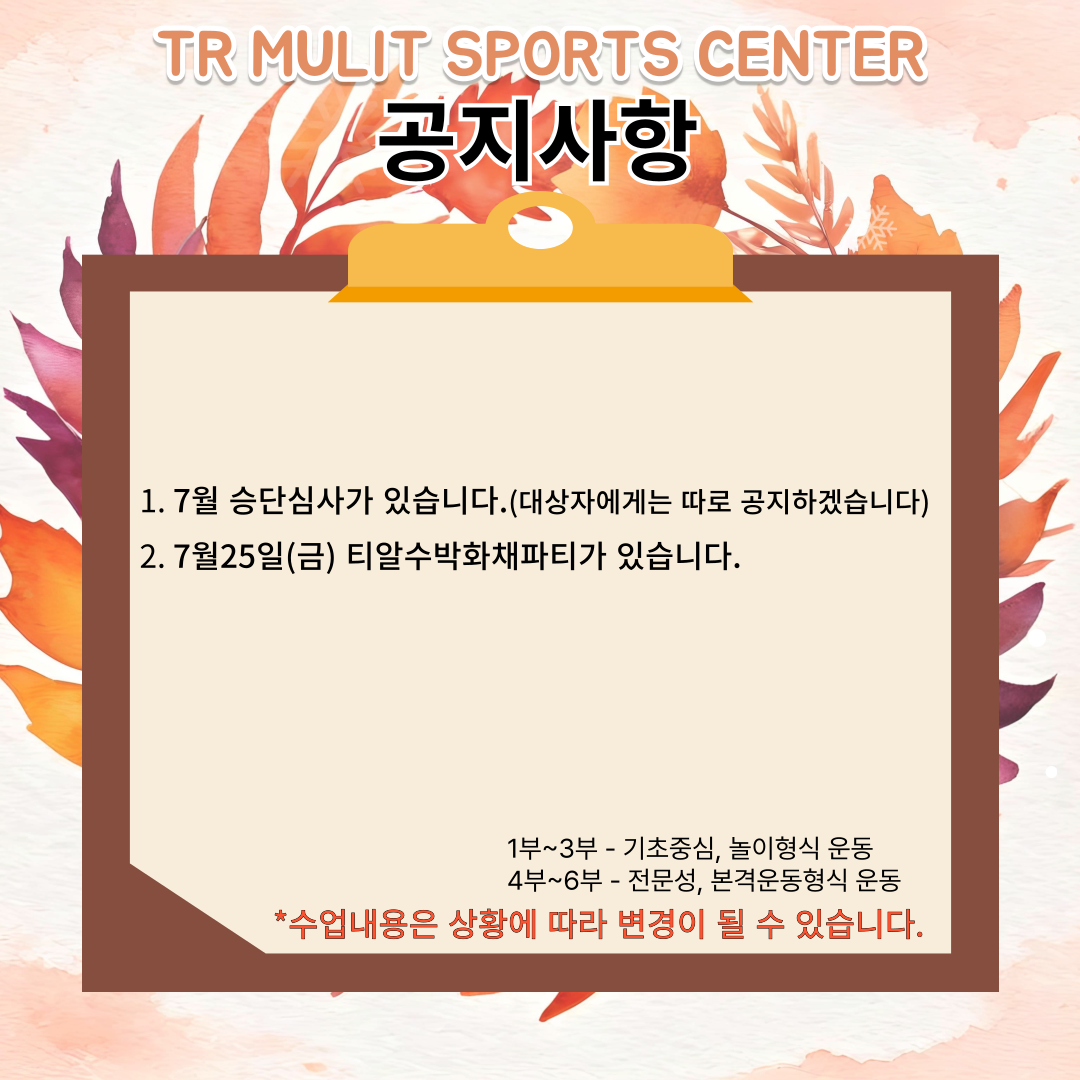 TR MULIT SPORTS CENTER
공지사항
1. 7월 승단심사가 있습니다.(대상자에게는 따로 공지하겠습니다)
2. 7월25일(금) 티알수박화채파티가 있습니다.
1부~3부 - 기초중심, 놀이형식 운동
4부~6부 - 전문성, 본격운동형식 운동
*수업내용은 상황에 따라 변경이 될 수 있습니다.